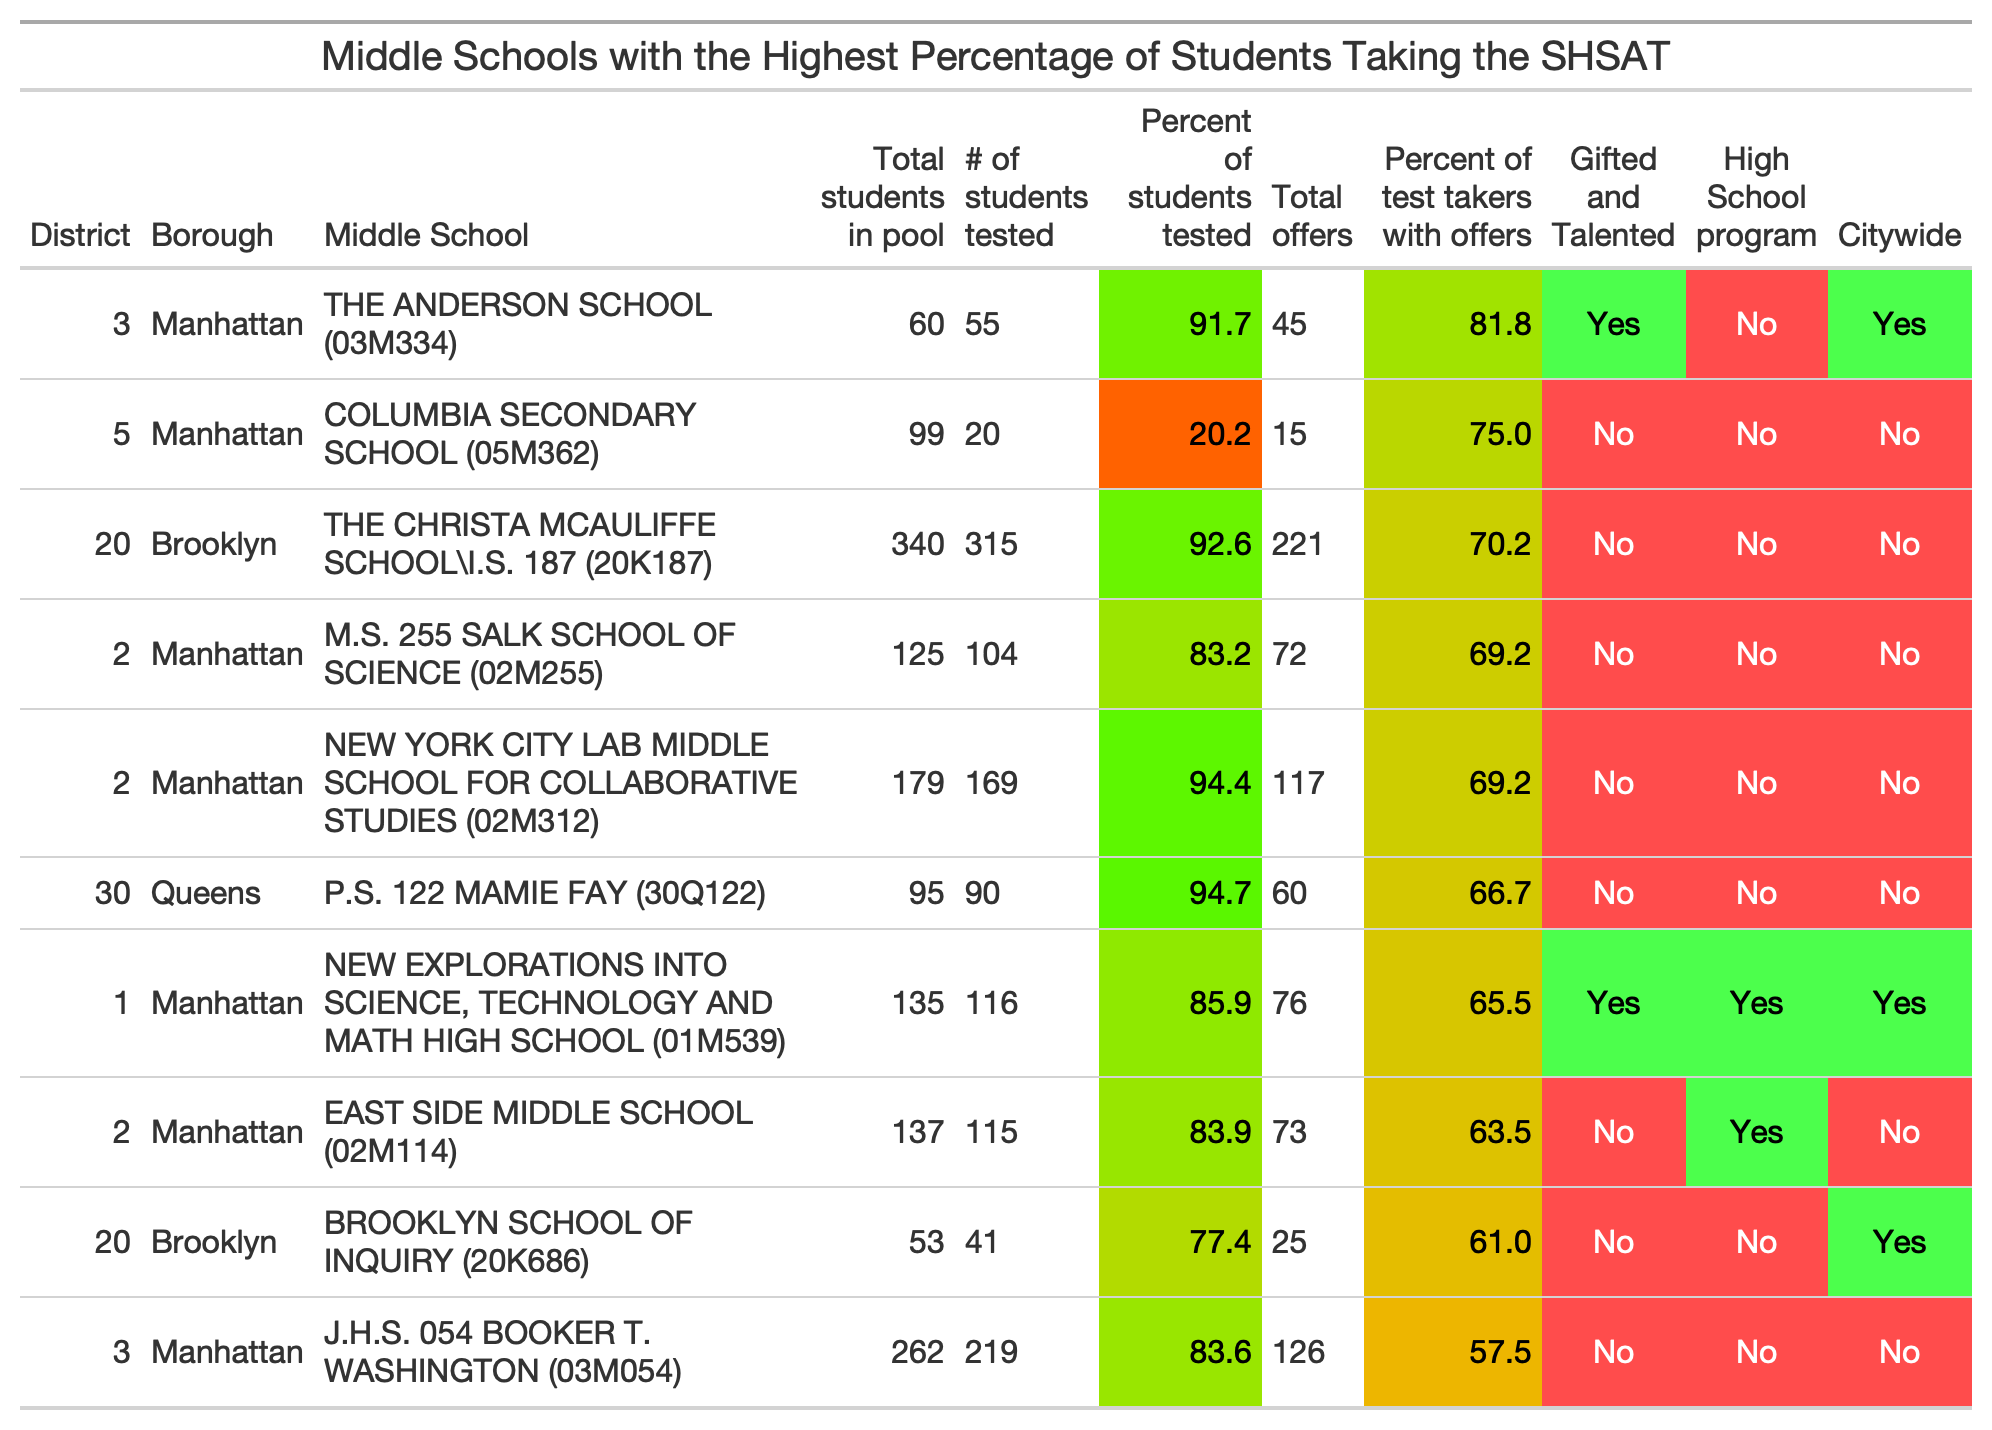 Middle Schools with the Highest Percentage of Students Taking the SHSAT
District Borough Middle School Total students in pool # of students tested Percent of students tested Total offers Percent of test takers with offers Gifted and Talented High School program Citywide
3 Manhattan THE ANDERSON SCHOOL (03M334) 60 55 91.7 45 81.8 Yes No Yes
5 Manhattan COLUMBIA SECONDARY SCHOOL (05M362) 99 20 20.2 15 75.0 No No No
20 Brooklyn THE CHRISTA MCAULIFFE SCHOOL\I.S. 187 (20K187) 340 315 92.6 221 70.2 No No No
2 Manhattan M.S. 255 SALK SCHOOL OF SCIENCE (02M255) 125 104 83.2 72 69.2 No No No
2 Manhattan NEW YORK CITY LAB MIDDLE SCHOOL FOR COLLABORATIVE STUDIES (02M312) 179 169 94.4 117 69.2 No No No
30 Queens P.S. 122 MAMIE FAY (30Q122) 95 90 94.7 60 66.7 No No No
1 Manhattan NEW EXPLORATIONS INTO SCIENCE, TECHNOLOGY AND MATH HIGH SCHOOL (01M539) 135 116 85.9 76 65.5 Yes Yes Yes
2 Manhattan EAST SIDE MIDDLE SCHOOL (02M114) 137 115 83.9 73 63.5 No Yes No
20 Brooklyn BROOKLYN SCHOOL OF INQUIRY (20K686) 53 41 77.4 25 61.0 No No Yes
3 Manhattan J.H.S. 054 BOOKER T. WASHINGTON (03M054) 262 219 83.6 126 57.5 No No No